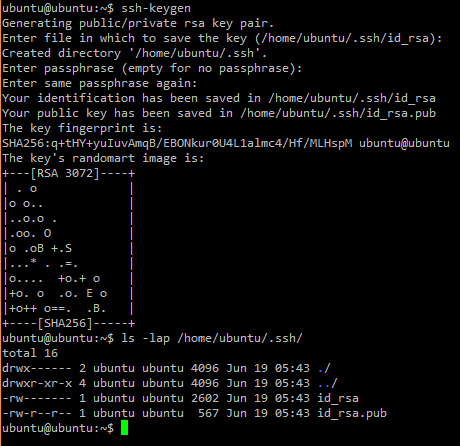 ubuntu@ubuntu:~$ ssh-keygen
Generating public/private rsa key pair.
Enter file in which to save the key (/home/ubuntu/.ssh/id_rsa):
Created directory '/home/ubuntu/.ssh'.
Enter passphrase (empty for no passphrase):
Enter same passphrase again:
Your identification has been saved in /home/ubuntu/.ssh/id_rsa
Your public key has been saved in /home/ubuntu/.ssh/id_rsa.pub
The key fingerprint is:
SHA256:q+tHY+yuIuvAmqB/EBONkur0U4L1almc4/Hf/MLHspM ubuntu@ubuntu
The key's randomart image is:
+---[RSA 3072]----+
| . o             |
|o o..            |
|..o.o .          |
|.oo. O           |
|o .oB +.S        |
|...* . .=.       |
|o....  +o.+ o    |
|+o. o  .o. E o   |
|+o++ o==.  .B.   |
+----[SHA256]-----+
ubuntu@ubuntu:~$ ls -lap /home/ubuntu/.ssh/
total 16
drwx------ 2 ubuntu ubuntu 4096 Jun 19 05:43 ./
drwxr-xr-x 4 ubuntu ubuntu 4096 Jun 19 05:43 ../
-rw------- 1 ubuntu ubuntu 2602 Jun 19 05:43 id_rsa
-rw-r--r-- 1 ubuntu ubuntu  567 Jun 19 05:43 id_rsa.pub
ubuntu@ubuntu:~$